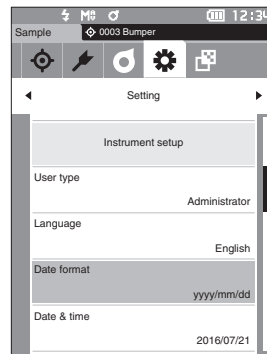 12:34
Sample
0003 Bumper
Setting
Instrument setup
User type
Administrator
Language
English
Date format
yyyy/mm/dd
Date & time
2016/07/21